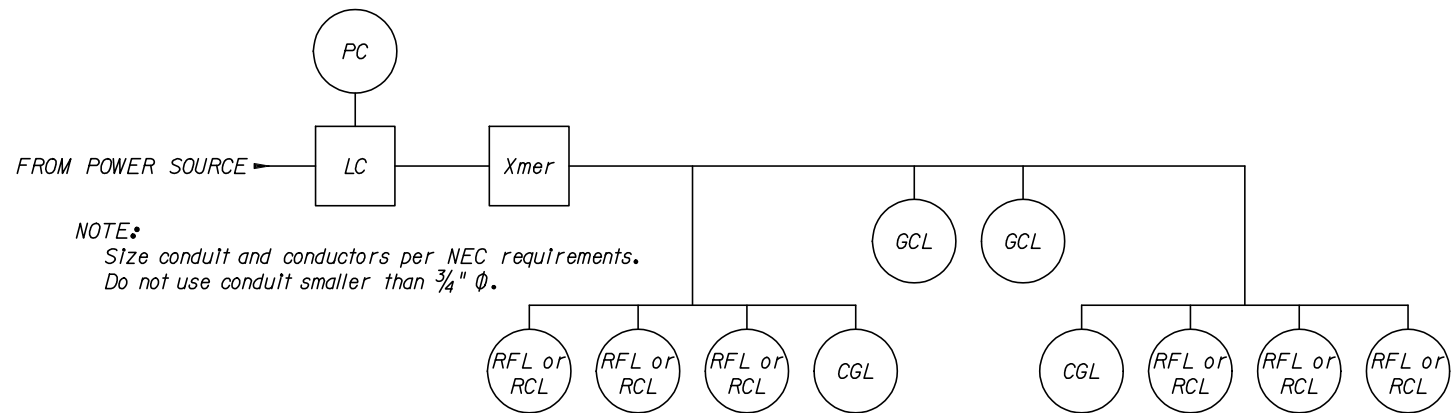 PC
FROM POWER SOURCE
LC
Xmer
NOTE:
Size conduit and conductors per NEC requirements.
Do not use conduit smaller than ¾" ϕ.
GCL
GCL
RFL or
RCL
RFL or
RCL
RFL or
RCL
CGL
CGL
RFL or
RCL
RFL or
RCL
RFL or
RCL